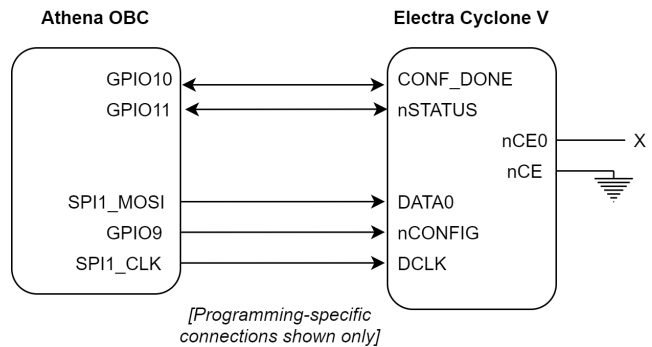 Athena OBC
Electra Cyclone V
GPIO10
CONF_DONE
GPIO11
nSTATUS
nCE0
X
nCE
SPI1_MOSI
DATA0
GPIO9
nCONFIG
SPI1_CLK
DCLK
[Programming-specific
connections shown only]